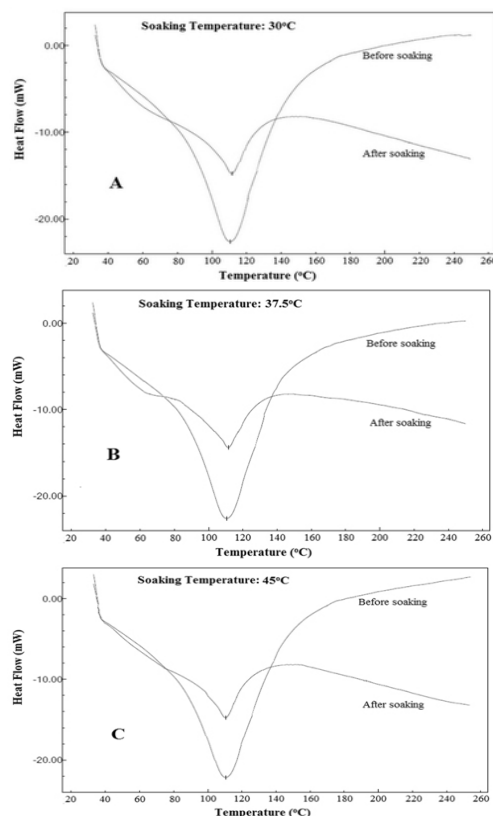 Soaking Temperature: 30°C
0.00
Before soaking
Heat Flow (mW)
-10.00
After soaking
A
-20.00
20 40 60 80 100 120 140 160 180 200 220 240 260
Temperature (°C)
Soaking Temperature: 37.5°C
0.00
Before soaking
Heat Flow (mW)
-10.00
After soaking
B
-20.00
20 40 60 80 100 120 140 160 180 200 220 240 260
Temperature (°C)
Soaking Temperature: 45°C
0.00
Before soaking
Heat Flow (mW)
-10.00
After soaking
C
-20.00
20 40 60 80 100 120 140 160 180 200 220 240 260
Temperature (°C)